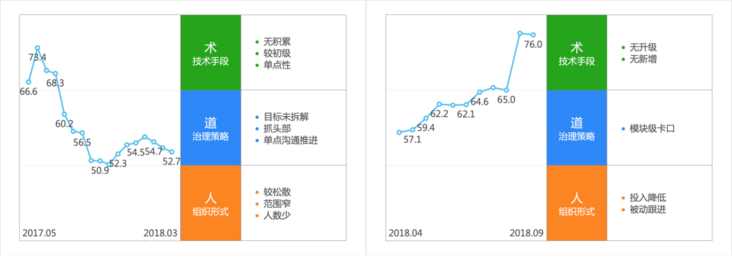 73.4
66.6
68.3
60.2
56.5
50.9
52.3
54.5
54.7
52.7
2017.05
2018.03
术
技术手段
无积累
较初级
单点性
道
治理策略
目标未拆解
抓头部
单点沟通推进
人
组织形式
较松散
范围窄
人数少
57.1
59.4
62.2
62.1
64.6
65.0
76.0
2018.04
2018.09
术
技术手段
无升级
无新增
道
治理策略
模块级卡口
人
组织形式
投入降低
被动跟进